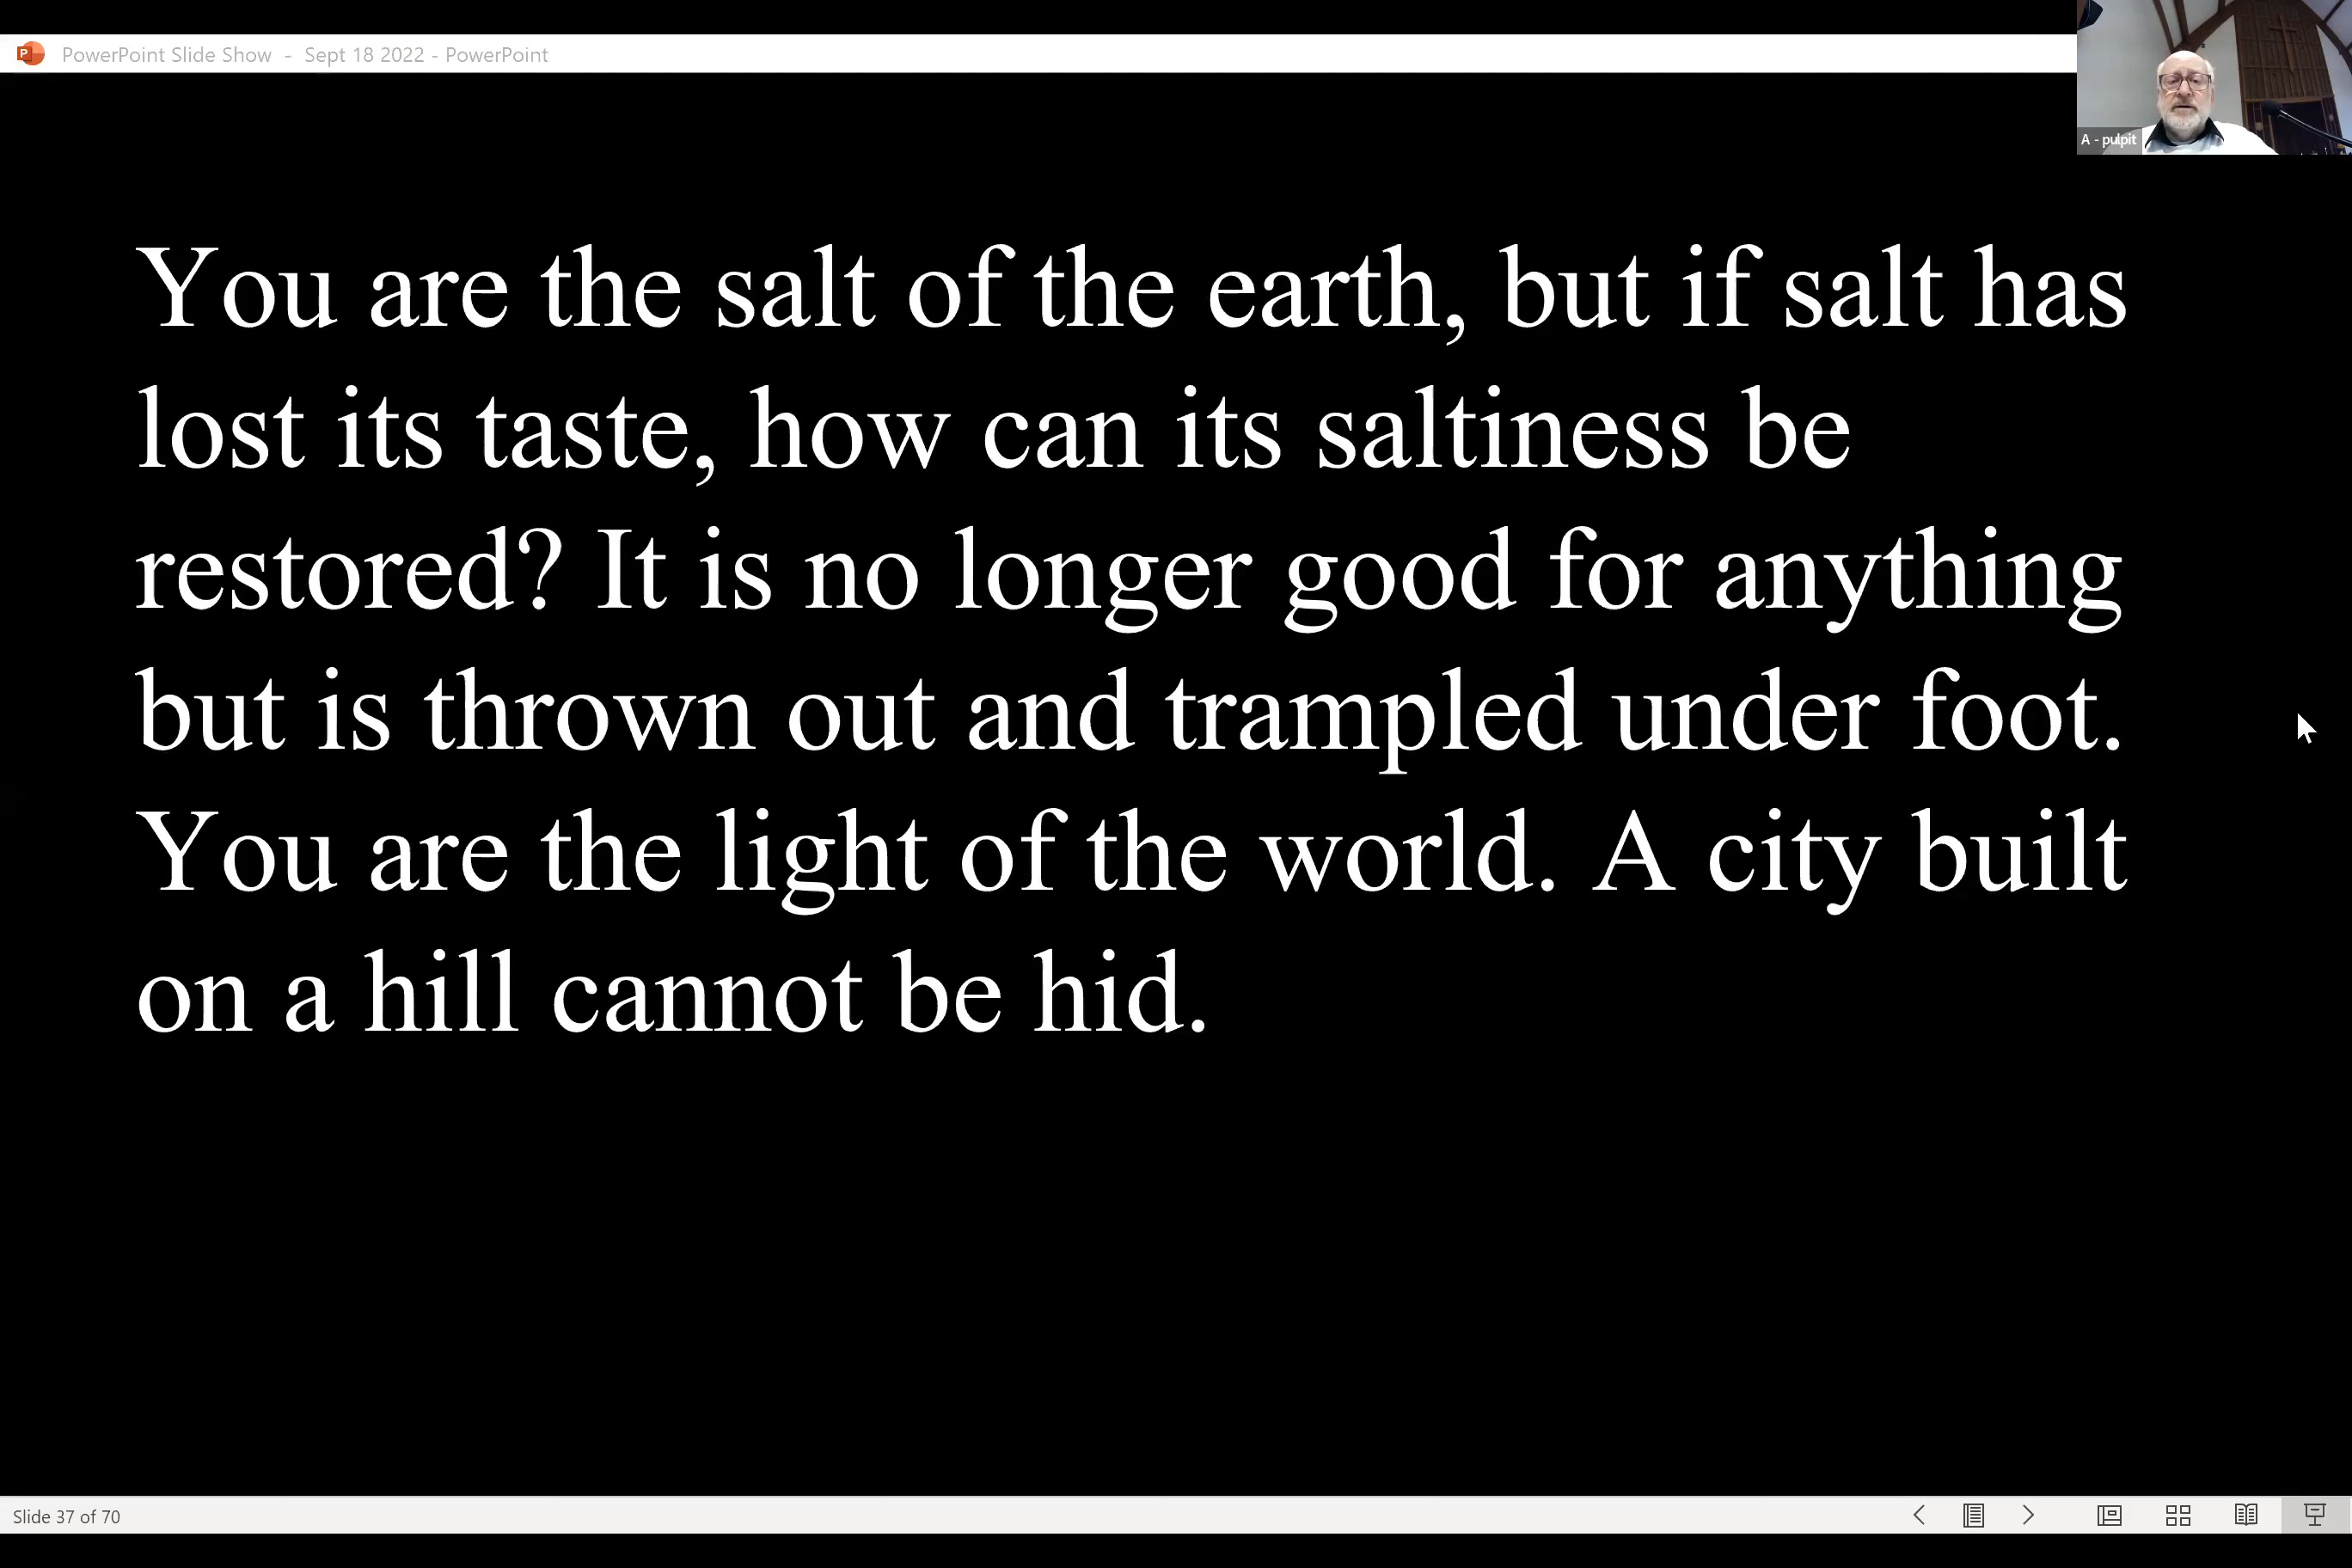 PowerPoint Slide Show - Sept 18 2022 - PowerPoint
A - pulpit
You are the salt of the earth, but if salt has
lost its taste, how can its saltiness be
restored? It is no longer good for anything
but is thrown out and trampled under foot.
You are the light of the world. A city built
on a hill cannot be hid.
Slide 37 of 70